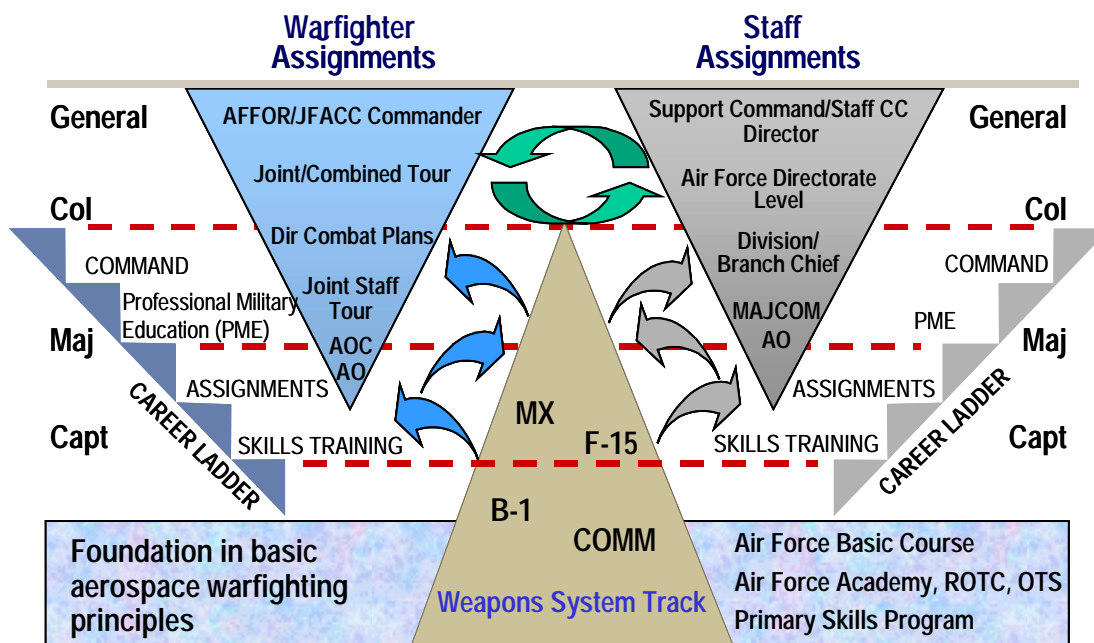 Warfighter
Assignments
Staff
Assignments
General
AFFOR/JFACC Commander
Support Command/Staff CC
Director
General
Joint/Combined Tour
Air Force Directorate
Level
Col
Col
Dir Combat Plans
Division/
Branch Chief
COMMAND
COMMAND
Professional Military
Education (PME)
Joint Staff
Tour
MAJCOM
AO
PME
Maj
Maj
AOC
AO
ASSIGNMENTS
ASSIGNMENTS
CAREER LADDER
CAREER LADDER
MX
F-15
Capt
Capt
SKILLS TRAINING
SKILLS TRAINING
B-1
COMM
Weapons System Track
Foundation in basic
aerospace warfighting
principles
Air Force Basic Course
Air Force Academy, ROTC, OTS
Primary Skills Program